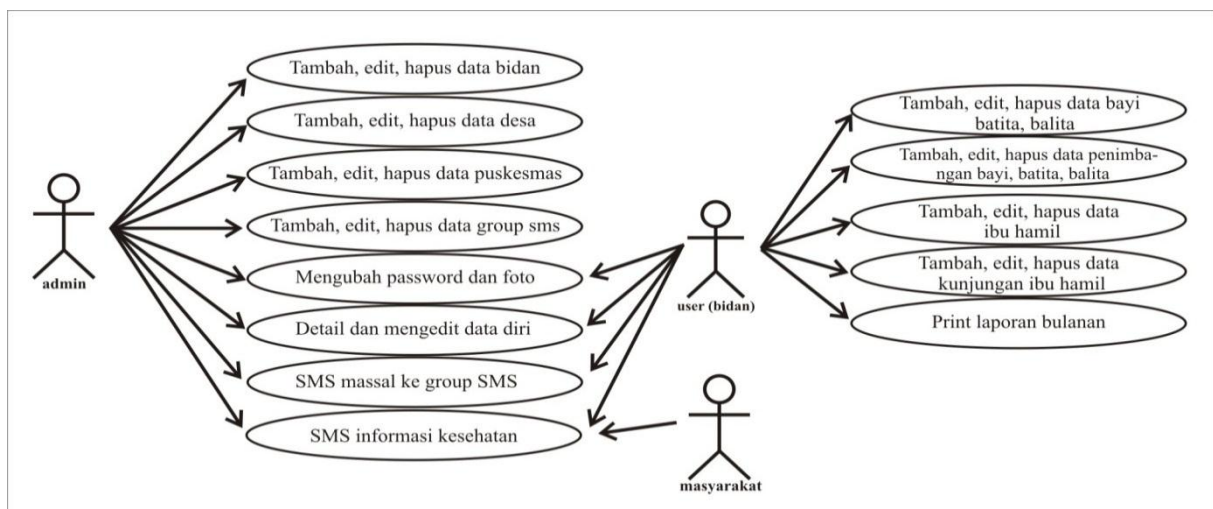 Tambah, edit, hapus data bidan
Tambah, edit, hapus data desa
Tambah, edit, hapus data puskesmas
Tambah, edit, hapus data group sms
Mengubah password dan foto
Detail dan mengedit data diri
SMS massal ke group SMS
SMS informasi kesehatan
admin
user (bidan)
masyarakat
Tambah, edit, hapus data bayi
batita, balita
Tambah, edit, hapus data penimba-
ngan bayi, batita, balita
Tambah, edit, hapus data
ibu hamil
Tambah, edit, hapus data
kunjungan ibu hamil
Print laporan bulanan